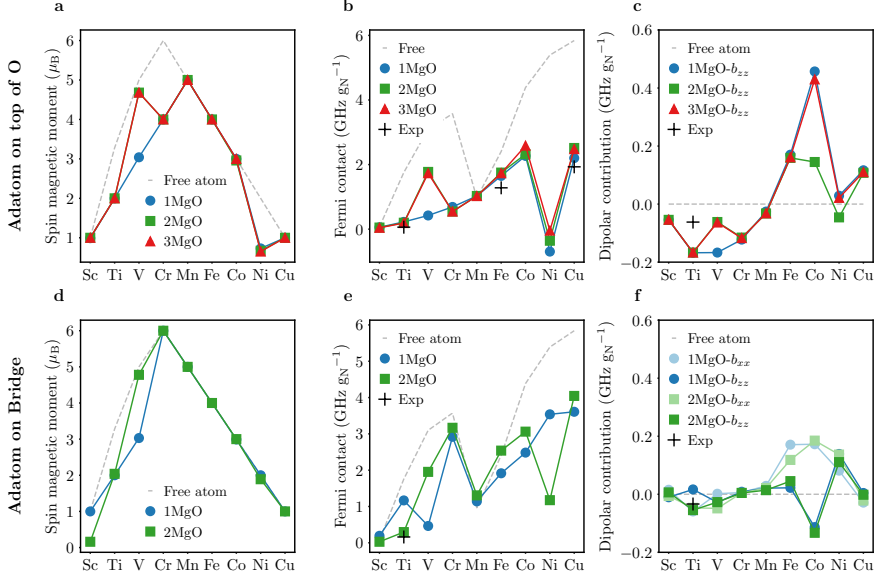 a
b
c
Adatom on top of O
Spin magnetic moment (μB)
6
5
4
3
2
1
Free atom
1MgO
2MgO
3MgO
Sc Ti V Cr Mn Fe Co Ni Cu
Fermi contact (GHz gN−1)
6
4
2
0
Free
1MgO
2MgO
3MgO
Exp
Sc Ti V Cr Mn Fe Co Ni Cu
Dipolar contribution (GHz gN−1)
0.6
0.4
0.2
0.0
−0.2
Free atom
1MgO-bzz
2MgO-bzz
3MgO-bzz
Exp
Sc Ti V Cr Mn Fe Co Ni Cu
d
e
f
Adatom on Bridge
Spin magnetic moment (μB)
6
5
4
3
2
1
0
Free atom
1MgO
2MgO
Sc Ti V Cr Mn Fe Co Ni Cu
Fermi contact (GHz gN−1)
6
5
4
3
2
1
0
Free atom
1MgO
2MgO
Exp
Sc Ti V Cr Mn Fe Co Ni Cu
Dipolar contribution (GHz gN−1)
0.6
0.4
0.2
0.0
−0.2
Free atom
1MgO-bxx
1MgO-bzz
2MgO-bxx
2MgO-bzz
Exp
Sc Ti V Cr Mn Fe Co Ni Cu